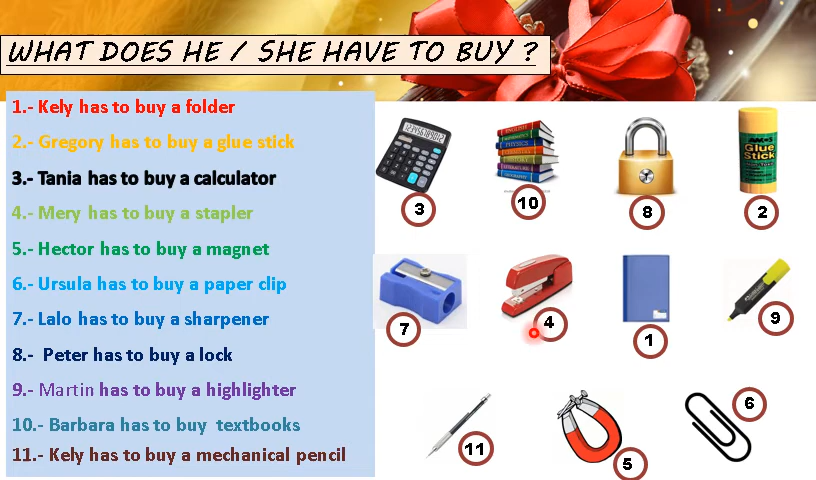 WHAT DOES HE / SHE HAVE TO BUY ?
1.- Kely has to buy a folder
2.- Gregory has to buy a glue stick
3.- Tania has to buy a calculator
4.- Mery has to buy a stapler
5.- Hector has to buy a magnet
6.- Ursula has to buy a paper clip
7.- Lalo has to buy a sharpener
8.- Peter has to buy a lock
9.- Martin has to buy a highlighter
10.- Barbara has to buy textbooks
11.- Kely has to buy a mechanical pencil
Glue
Stick
3
10
8
2
7
4
1
9
11
5
6